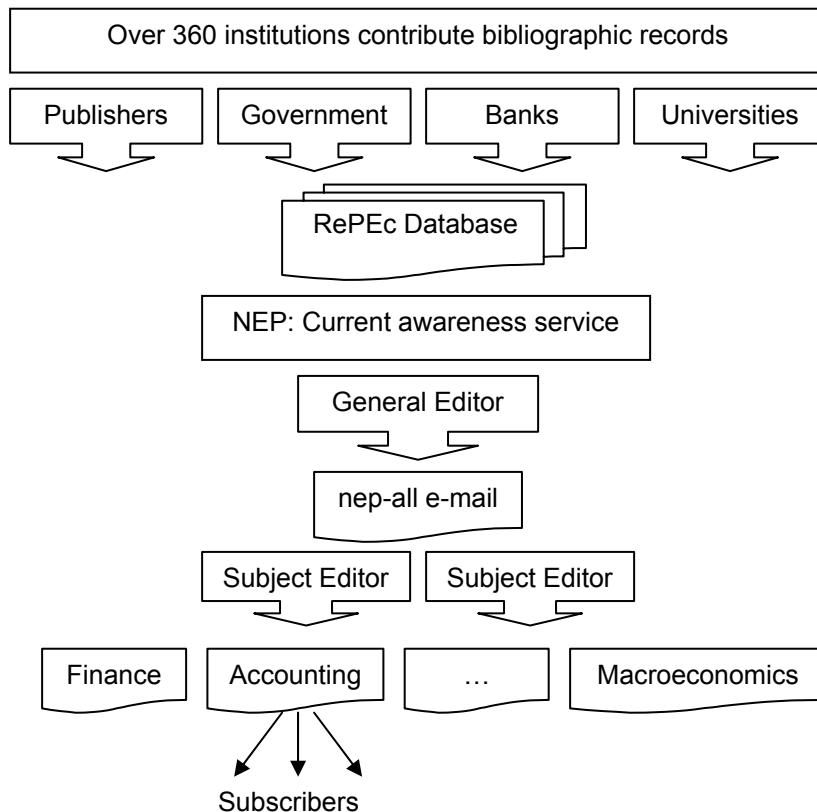 Over 360 institutions contribute bibliographic records
Publishers Government Banks Universities
RePEc Database
NEP: Current awareness service
General Editor
nep-all e-mail
Subject Editor Subject Editor
Finance Accounting … Macroeconomics
Subscribers